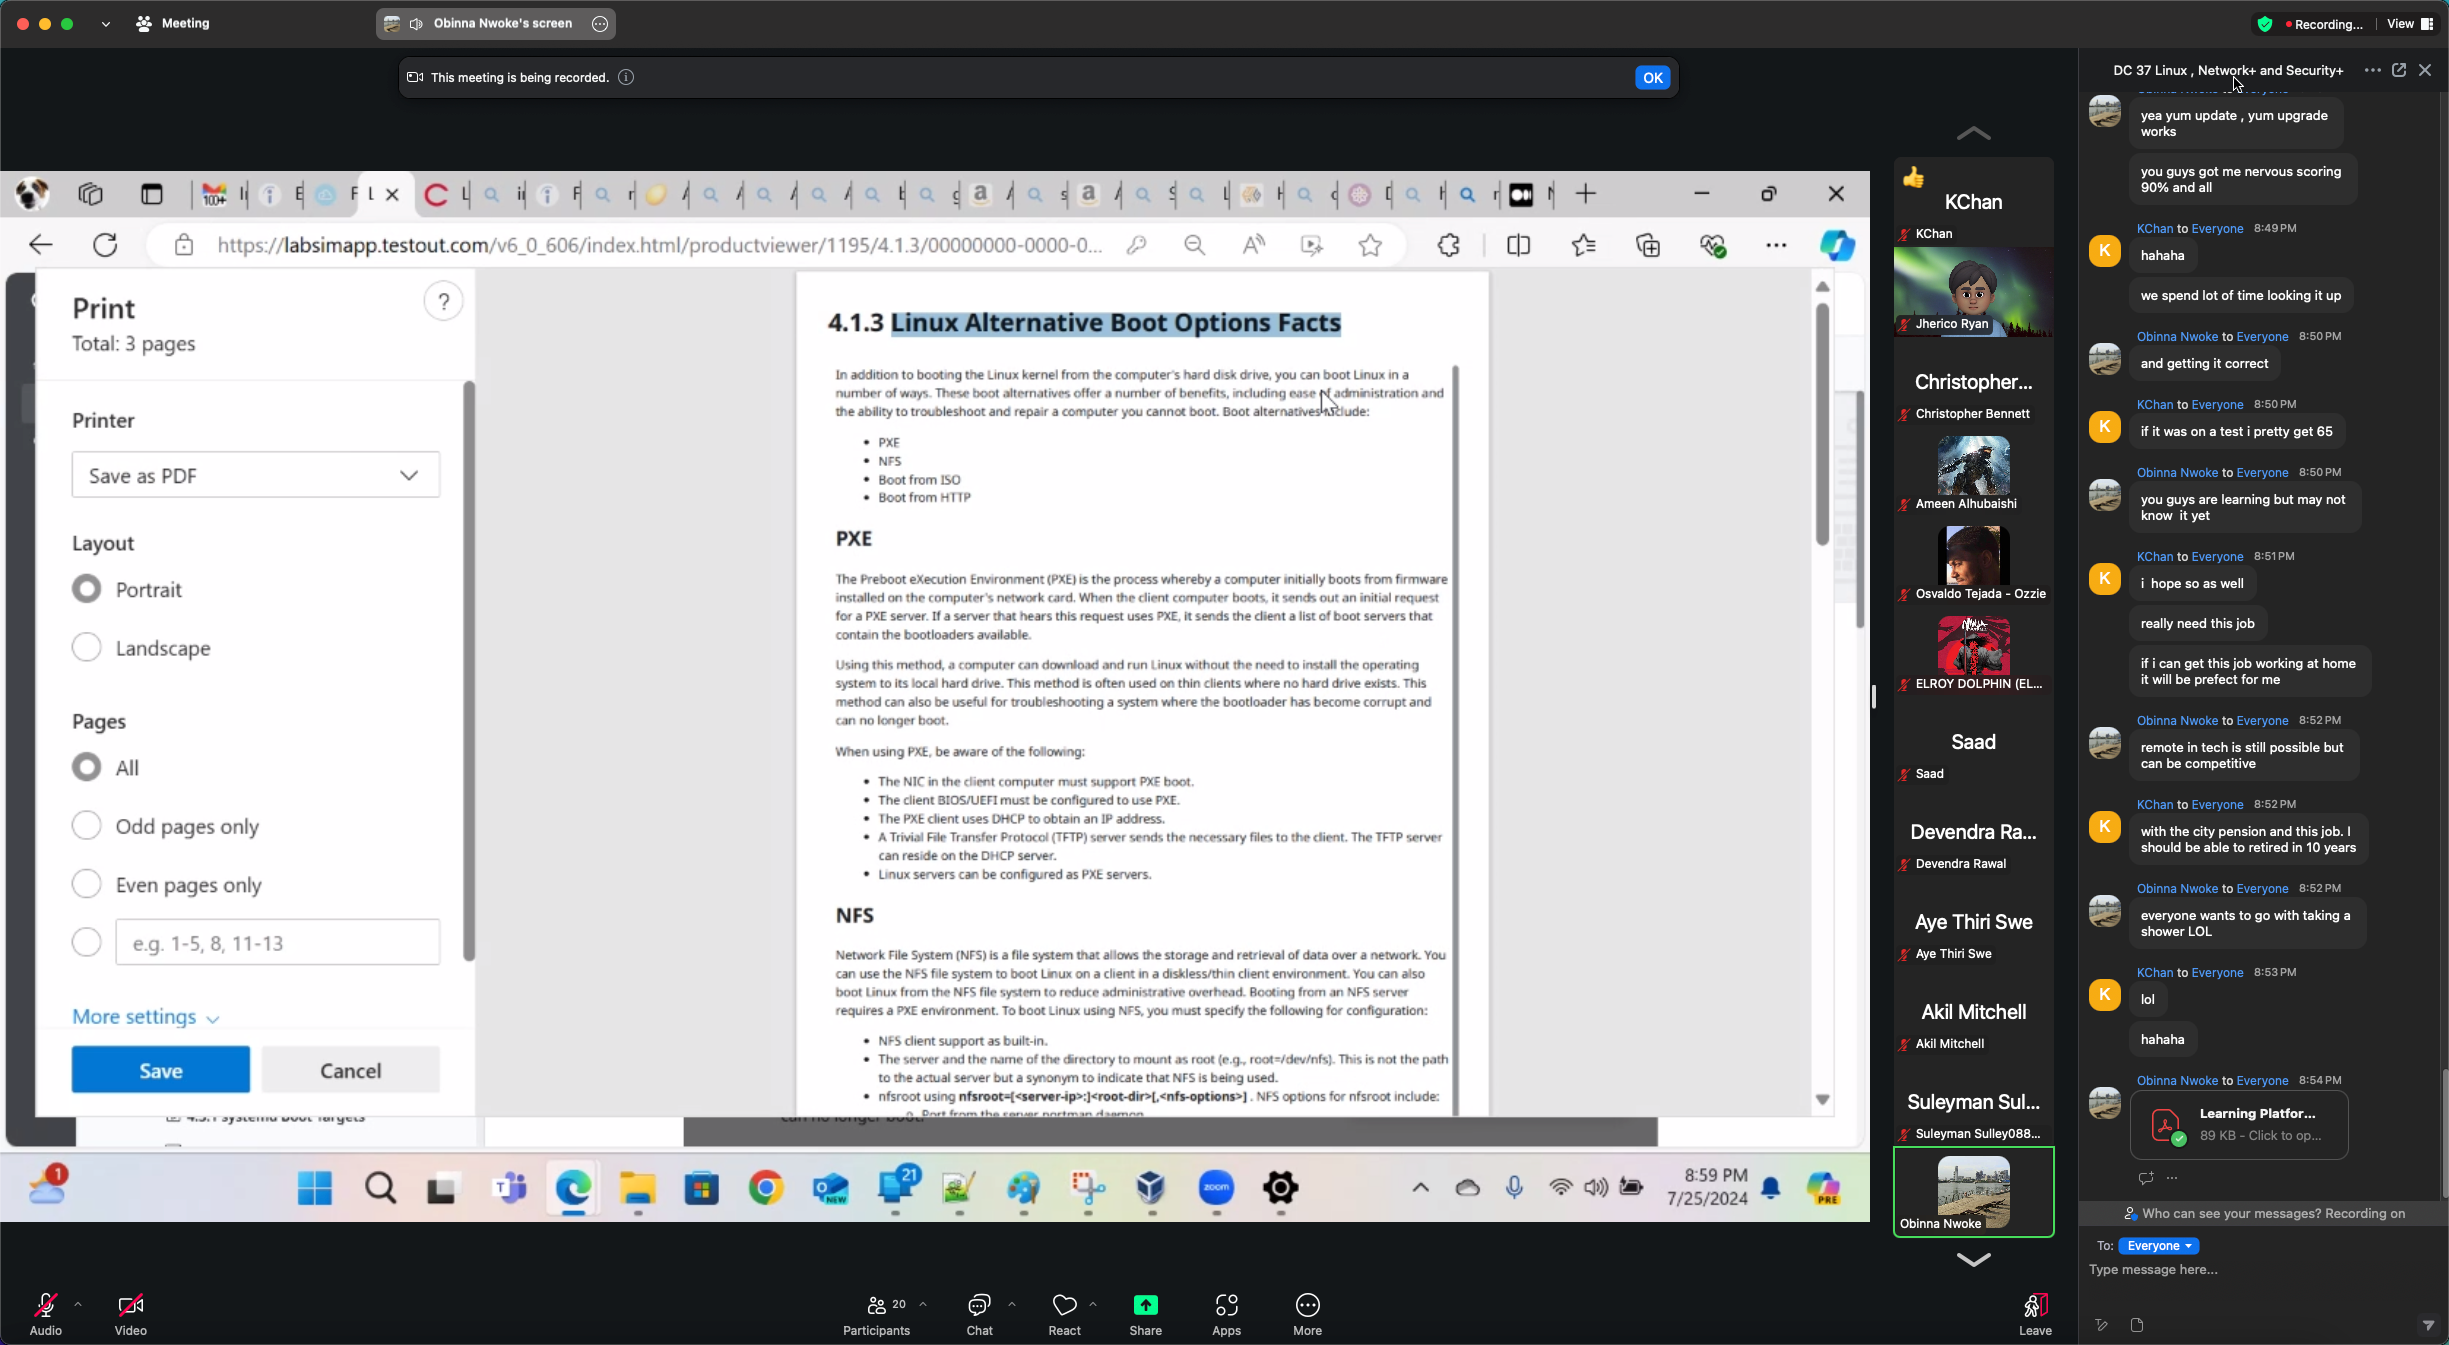 Meeting
Obinna Nwoke's screen
Recording...
View
This meeting is being recorded.
OK
https://labsimapp.testout.com/v6_0_606/index.html/productviewer/1195/4.1.3/00000000-0000-0...
Print
Total: 3 pages
?
Printer
Save as PDF
Layout
Portrait
Landscape
Pages
All
Odd pages only
Even pages only
e.g. 1-5, 8, 11-13
More settings
Save
Cancel
4.1.3 Linux Alternative Boot Options Facts
In addition to booting the Linux kernel from the computer's hard disk drive, you can boot Linux in a
number of ways. These boot alternatives offer a number of benefits, including ease of administration and
the ability to troubleshoot and repair a computer you cannot boot. Boot alternatives include:
• PXE
• NFS
• Boot from ISO
• Boot from HTTP
PXE
The Preboot eXecution Environment (PXE) is the process whereby a computer initially boots from firmware
installed on the computer's network card. When the client computer boots, it sends out an initial request
for a PXE server. If a server that hears this request uses PXE, it sends the client a list of boot servers that
contain the bootloaders available.
Using this method, a computer can download and run Linux without the need to install the operating
system to its local hard drive. This method is often used on thin clients where no hard drive exists. This
method can also be useful for troubleshooting a system where the bootloader has become corrupt and
can no longer boot.
When using PXE, be aware of the following:
• The NIC in the client computer must support PXE boot.
• The client BIOS/UEFI must be configured to use PXE.
• The PXE client uses DHCP to obtain an IP address.
• A Trivial File Transfer Protocol (TFTP) server sends the necessary files to the client. The TFTP server
can reside on the DHCP server.
• Linux servers can be configured as PXE servers.
NFS
Network File System (NFS) is a file system that allows the storage and retrieval of data over a network. You
can use the NFS file system to boot Linux on a client in a diskless/thin client environment. You can also
boot Linux from the NFS file system to reduce administrative overhead. Booting from an NFS server
requires a PXE environment. To boot Linux using NFS, you must specify the following for configuration:
• NFS client support as built-in.
• The server and the name of the directory to mount as root (e.g., root=/dev/nfs). This is not the path
to the actual server but a synonym to indicate that NFS is being used.
• nfsroot using nfsroot=[<server-ip>:]<root-dir>[,<nfs-options>] . NFS options for nfsroot include:
Port from the server portmap daemon
4.3.1 systemd Boot Targets
can no longer boot.
1
21
zoom
8:59 PM
7/25/2024
PRE
KChan
KChan
Jherico Ryan
Christopher...
Christopher Bennett
Ameen Alhubaishi
Osvaldo Tejada - Ozzie
ELROY DOLPHIN (EL...
Saad
Saad
Devendra Ra...
Devendra Rawal
Aye Thiri Swe
Aye Thiri Swe
Akil Mitchell
Akil Mitchell
Suleyman Sul...
Suleyman Sulley088...
Obinna Nwoke
DC 37 Linux , Network+ and Security+
yea yum update , yum upgrade
works
you guys got me nervous scoring
90% and all
KChan to Everyone 8:49 PM
K
hahaha
we spend lot of time looking it up
Obinna Nwoke to Everyone 8:50 PM
and getting it correct
KChan to Everyone 8:50 PM
K
if it was on a test i pretty get 65
Obinna Nwoke to Everyone 8:50 PM
you guys are learning but may not
know it yet
KChan to Everyone 8:51 PM
K
i hope so as well
really need this job
if i can get this job working at home
it will be prefect for me
Obinna Nwoke to Everyone 8:52 PM
remote in tech is still possible but
can be competitive
KChan to Everyone 8:52 PM
K
with the city pension and this job. I
should be able to retired in 10 years
Obinna Nwoke to Everyone 8:52 PM
everyone wants to go with taking a
shower LOL
KChan to Everyone 8:53 PM
K
lol
hahaha
Obinna Nwoke to Everyone 8:54 PM
Learning Platfor...
89 KB - Click to op...
Who can see your messages? Recording on
To: Everyone
Type message here...
Audio
Video
Participants
20
Chat
React
Share
Apps
More
Leave